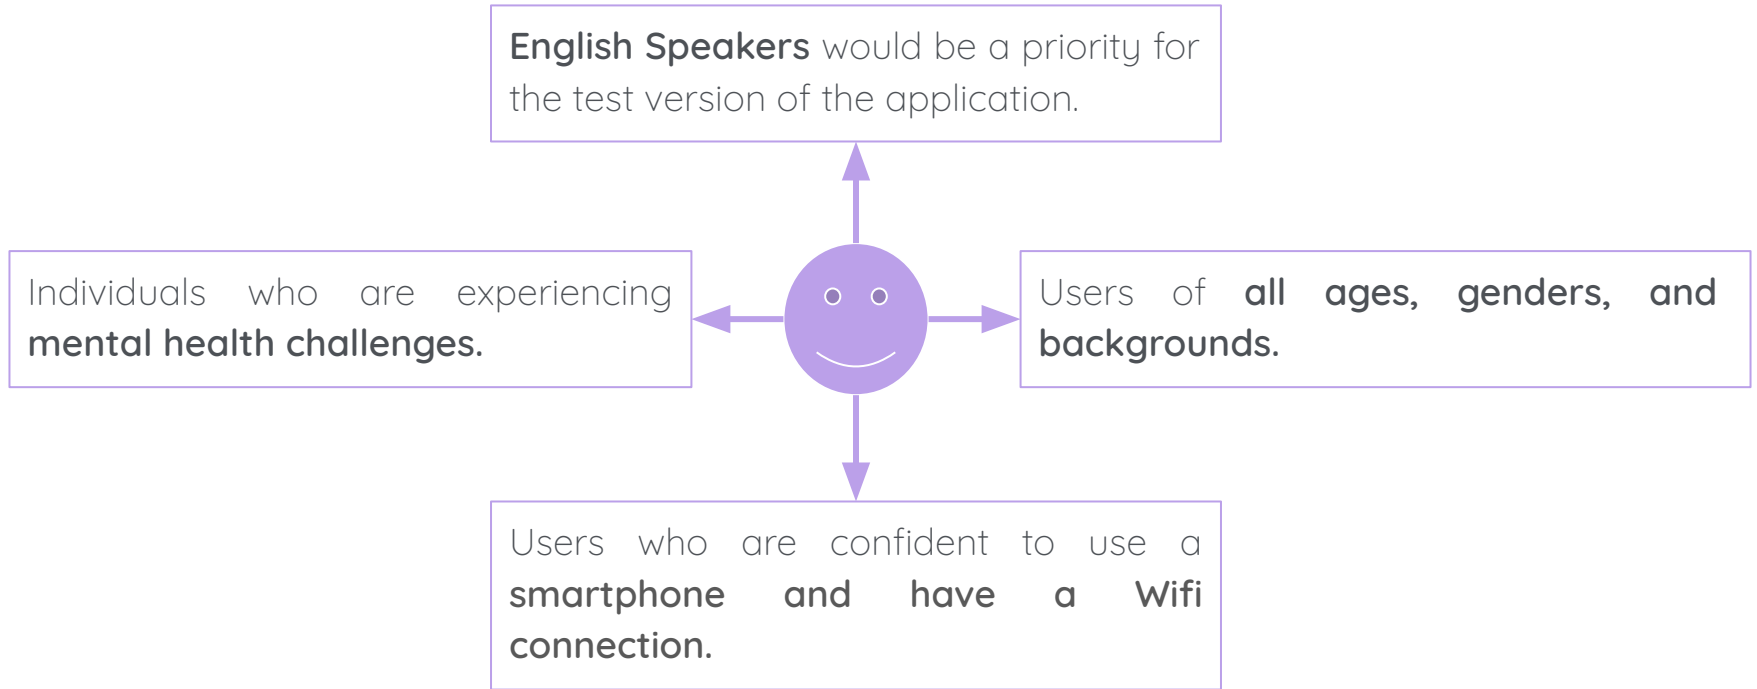 English Speakers would be a priority for
the test version of the application.
Individuals who are experiencing
mental health challenges.
Users of all ages, genders, and
backgrounds.
Users who are confident to use a
smartphone and have a Wifi
connection.